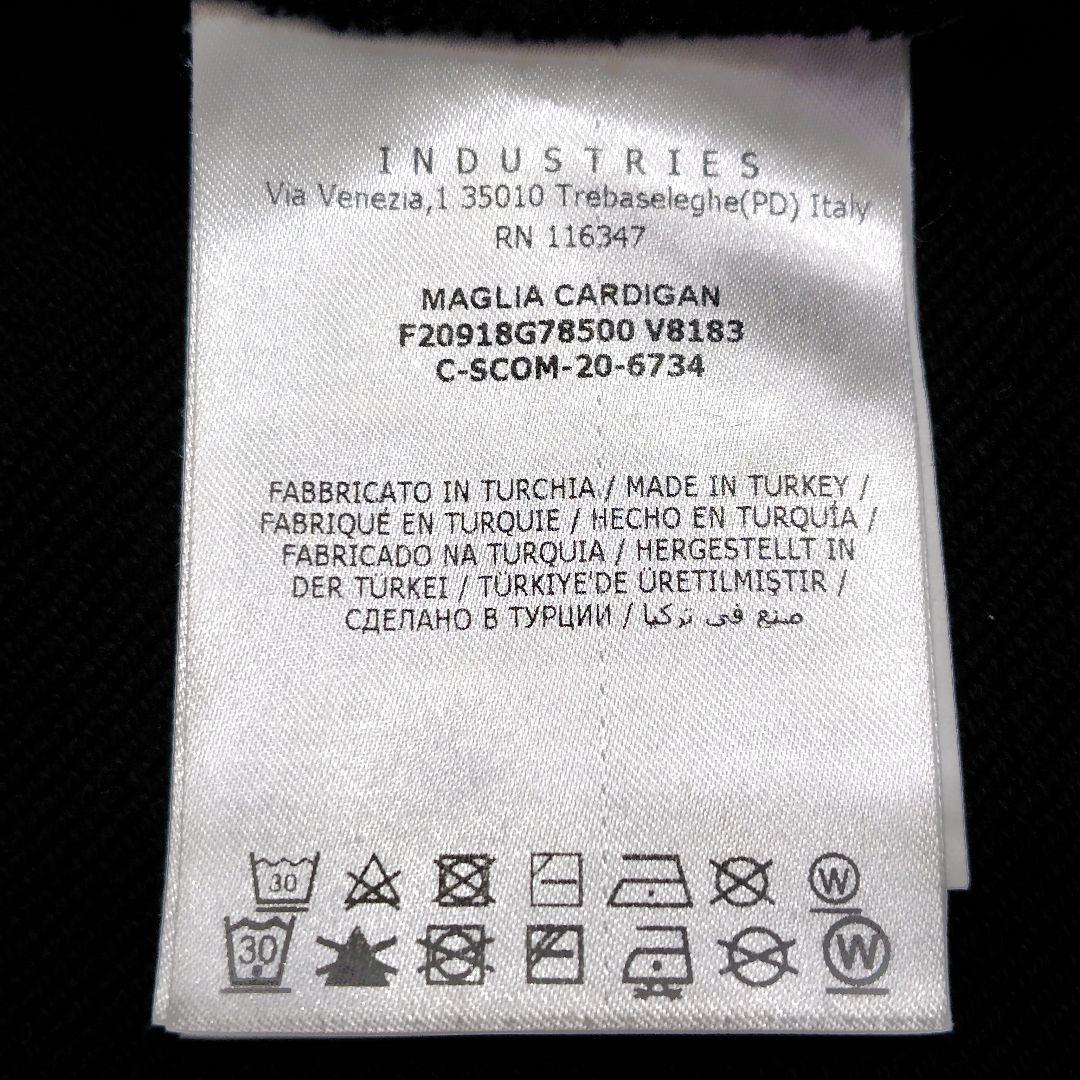 INDUSTRIES
Via Venezia,1 35010 Trebaseleghe(PD) Italy
RN 116347
MAGLIA CARDIGAN
F20918G78500 V8183
C-SCOM-20-6734
FABBRICATO IN TURCHIA / MADE IN TURKEY /
FABRIQUÉ EN TURQUIE / HECHO EN TURQUÍA /
FABRICADO NA TURQUIA / HERGESTELLT IN
DER TÜRKEI / TÜRKIYE'DE ÜRETILMIŞTIR /
СДЕЛАНО В ТУРЦИИ / صنع في تركيا
30 W
30 W